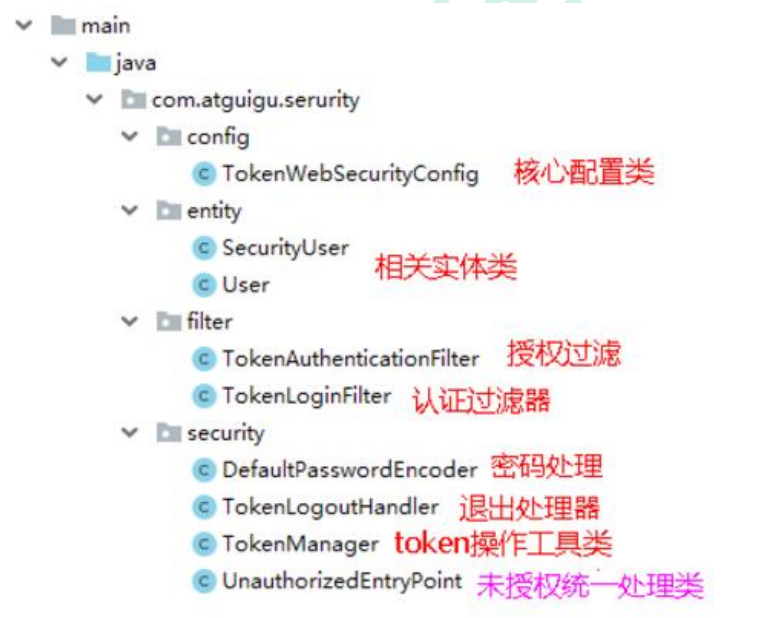 main
java
com.atguigu.serurity
config
TokenWebSecurityConfig 核心配置类
entity
SecurityUser
相关实体类
User
filter
TokenAuthenticationFilter 授权过滤
TokenLoginFilter 认证过滤器
security
DefaultPasswordEncoder 密码处理
TokenLogoutHandler 退出处理器
TokenManager token操作工具类
UnauthorizedEntryPoint 未授权统一处理类